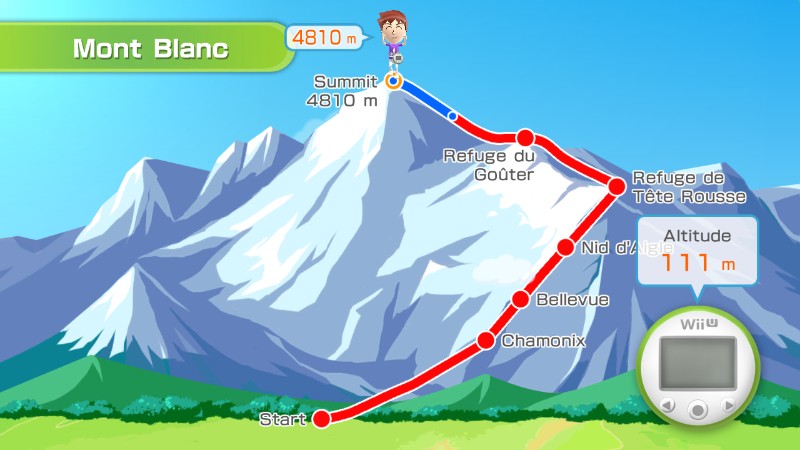 Mont Blanc
4810 m
Summit
4810 m
Refuge du
Goûter
Refuge de
Tête Rousse
Nid d'Aigle
Altitude
111 m
Bellevue
Wii U
Chamonix
Start